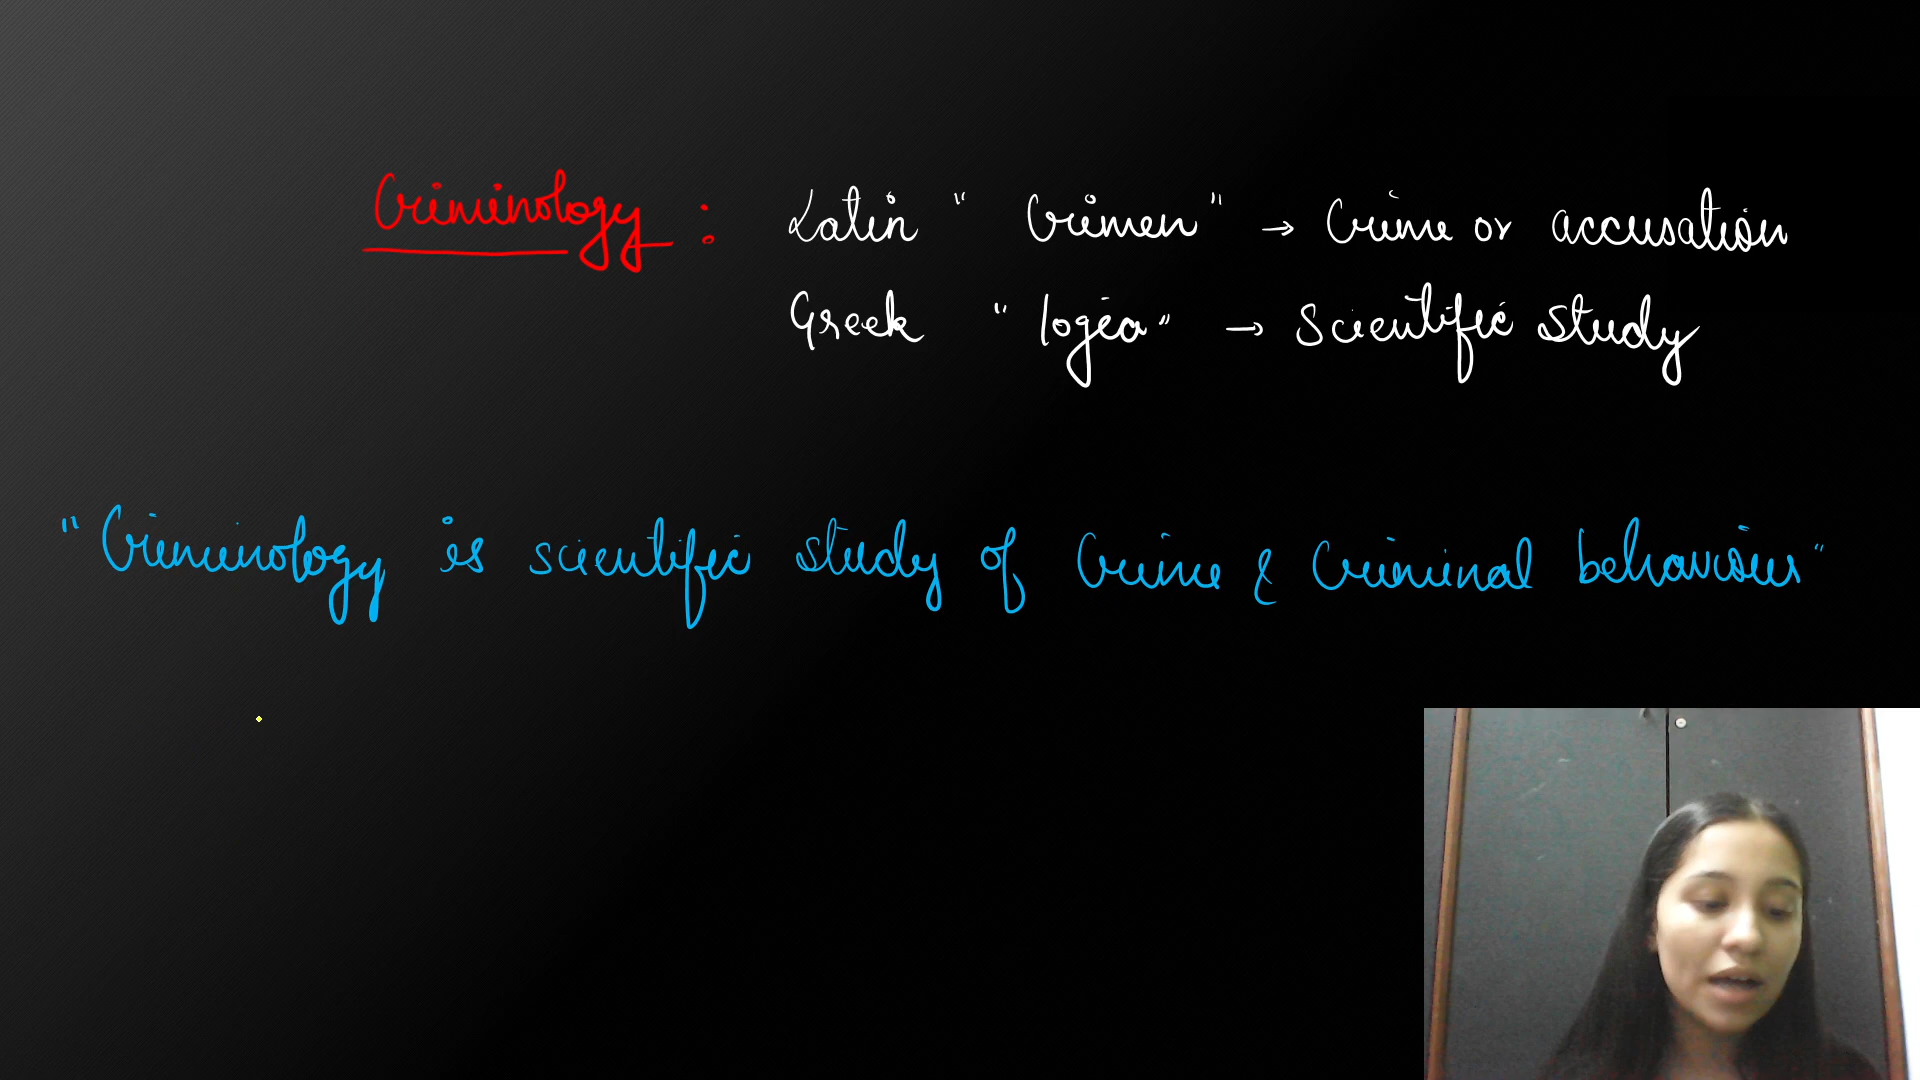 Criminology : Latin " Crimen " → Crime or accusation
Greek " logia " → Scientific study
" Criminology is scientific study of Crime & Criminal behaviour "